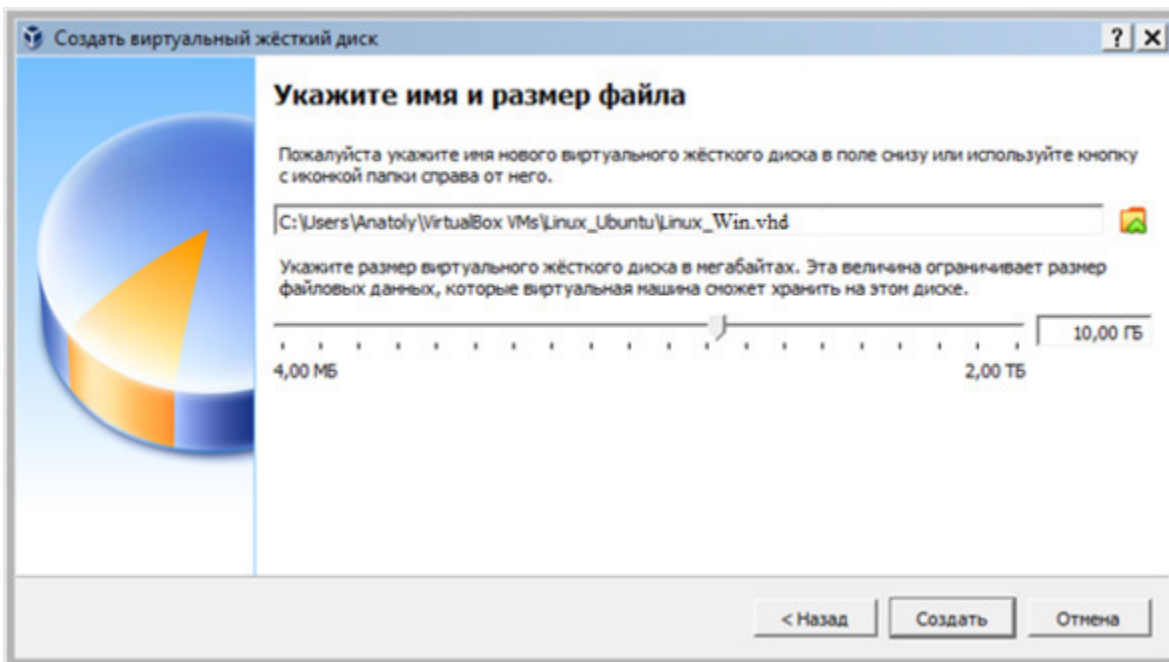 Создать виртуальный жёсткий диск
Укажите имя и размер файла
Пожалуйста укажите имя нового виртуального жёсткого диска в поле снизу или используйте кнопку
с иконкой папки справа от него.
C:\Users\Anatoly\VirtualBox VMs\Linux_Ubuntu\Linux_Win.vhd
Укажите размер виртуального жёсткого диска в мегабайтах. Эта величина ограничивает размер
файловых данных, которые виртуальная машина сможет хранить на этом диске.
10,00 ГБ
4,00 МБ 2,00 ТБ
< Назад Создать Отмена